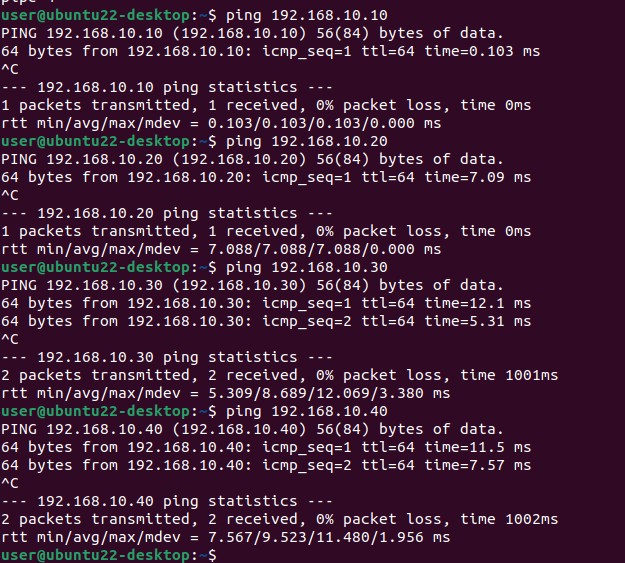 user@ubuntu22-desktop:~$ ping 192.168.10.10
PING 192.168.10.10 (192.168.10.10) 56(84) bytes of data.
64 bytes from 192.168.10.10: icmp_seq=1 ttl=64 time=0.103 ms
^C
--- 192.168.10.10 ping statistics ---
1 packets transmitted, 1 received, 0% packet loss, time 0ms
rtt min/avg/max/mdev = 0.103/0.103/0.103/0.000 ms
user@ubuntu22-desktop:~$ ping 192.168.10.20
PING 192.168.10.20 (192.168.10.20) 56(84) bytes of data.
64 bytes from 192.168.10.20: icmp_seq=1 ttl=64 time=7.09 ms
^C
--- 192.168.10.20 ping statistics ---
1 packets transmitted, 1 received, 0% packet loss, time 0ms
rtt min/avg/max/mdev = 7.088/7.088/7.088/0.000 ms
user@ubuntu22-desktop:~$ ping 192.168.10.30
PING 192.168.10.30 (192.168.10.30) 56(84) bytes of data.
64 bytes from 192.168.10.30: icmp_seq=1 ttl=64 time=12.1 ms
64 bytes from 192.168.10.30: icmp_seq=2 ttl=64 time=5.31 ms
^C
--- 192.168.10.30 ping statistics ---
2 packets transmitted, 2 received, 0% packet loss, time 1001ms
rtt min/avg/max/mdev = 5.309/8.689/12.069/3.380 ms
user@ubuntu22-desktop:~$ ping 192.168.10.40
PING 192.168.10.40 (192.168.10.40) 56(84) bytes of data.
64 bytes from 192.168.10.40: icmp_seq=1 ttl=64 time=11.5 ms
64 bytes from 192.168.10.40: icmp_seq=2 ttl=64 time=7.57 ms
^C
--- 192.168.10.40 ping statistics ---
2 packets transmitted, 2 received, 0% packet loss, time 1002ms
rtt min/avg/max/mdev = 7.567/9.523/11.480/1.956 ms
user@ubuntu22-desktop:~$